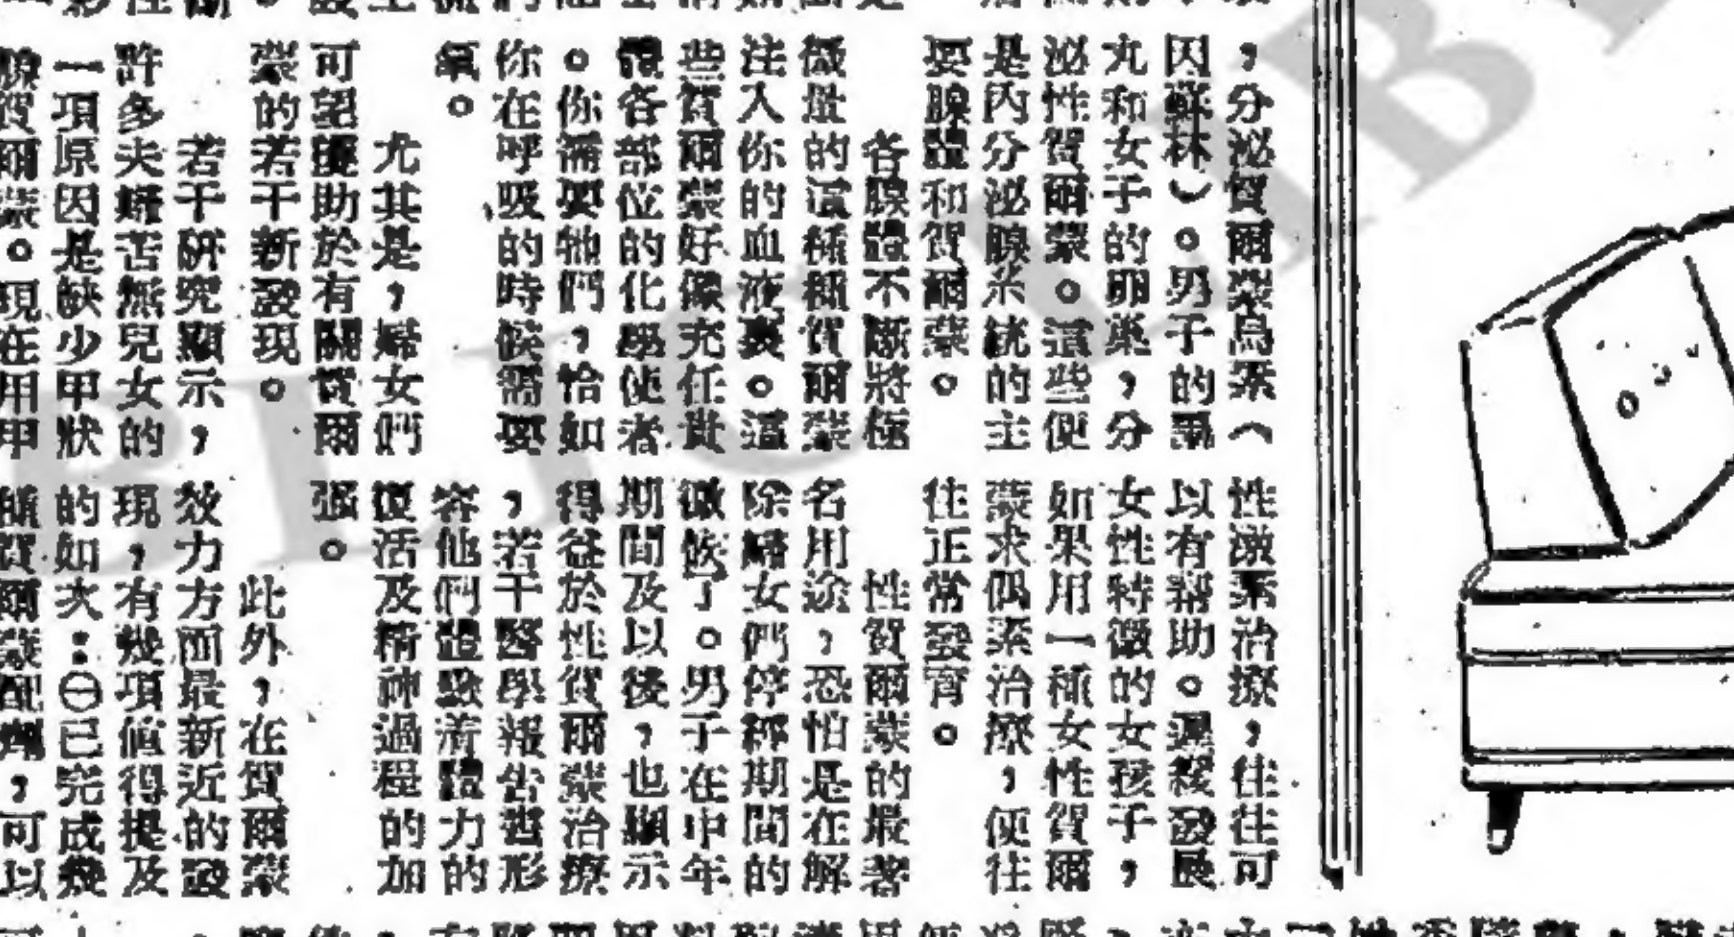 ，分泌賀爾蒙烏渠（
因蘇林）。男子的睪
丸和女子的卵巢，分
泌性賀爾蒙。這些便
是內分泌腺系統的主
要腺體和賀爾蒙。
各腺體不斷將極
微量的這種種賀爾蒙
注入你的血液裏。這
些賀爾蒙好像充任貴
體各部位的化學使者
。你需要牠們，恰如
你在呼吸的時候需要
氧。
尤其是，婦女們
可望獲助於有關賀爾
蒙的若干新發現。
若干研究顯示，
許多夫婦苦無兒女的
一項原因是缺少甲狀
腺賀爾蒙。現在用甲
性激素治療，往往可
以有幫助。遲緩發展
女性特徵的女孩子，
如果用一種女性賀爾
蒙求偶素治療，便往
往正常發育。
性賀爾蒙的最著
名用途，恐怕是在解
除婦女們停經期間的
徵候了。男子在中年
期間及以後，也顯示
得益於性賀爾蒙治療
，若干醫學報告書形
容他們體驗着體力的
復活及精神過程的加
強。
此外，在賀爾蒙
效力方面最新近的發
現，有幾項值得提及
的如次：㊀已完成幾
種賀爾蒙配劑，可以